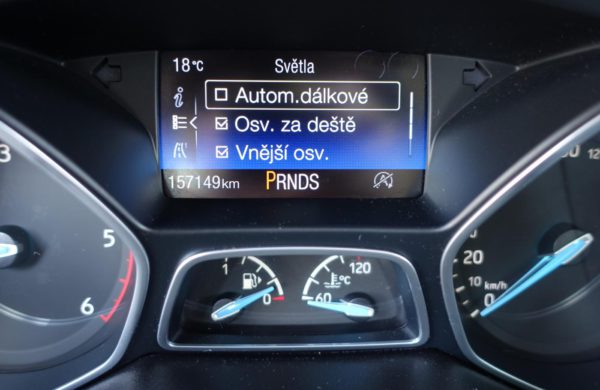 18°C Světla
Autom.dálkové
Osv. za deště
Vnější osv.
157149km PRNDS
3
5
6
1
0
°C 120
60
120
20
10 km/h
0